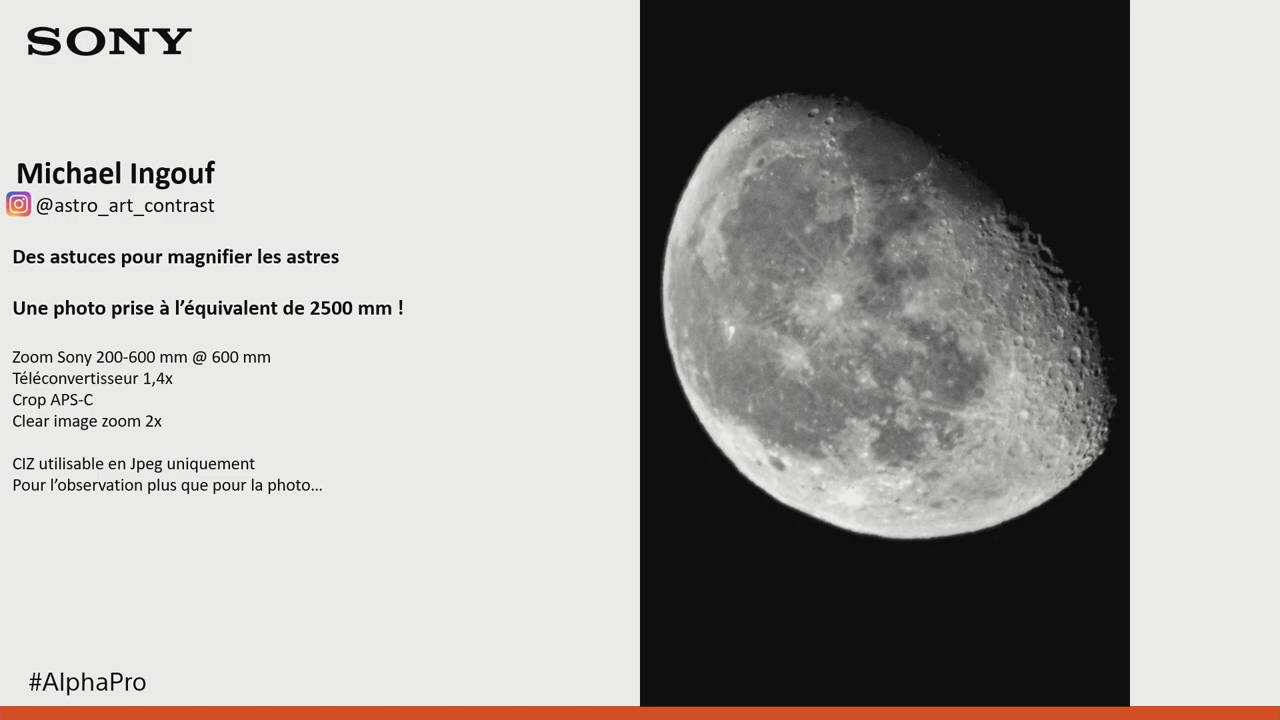 SONY
Michael Ingouf
@astro_art_contrast
Des astuces pour magnifier les astres
Une photo prise à l’équivalent de 2500 mm !
Zoom Sony 200-600 mm @ 600 mm
Téléconvertisseur 1,4x
Crop APS-C
Clear image zoom 2x
CIZ utilisable en Jpeg uniquement
Pour l’observation plus que pour la photo…
#AlphaPro